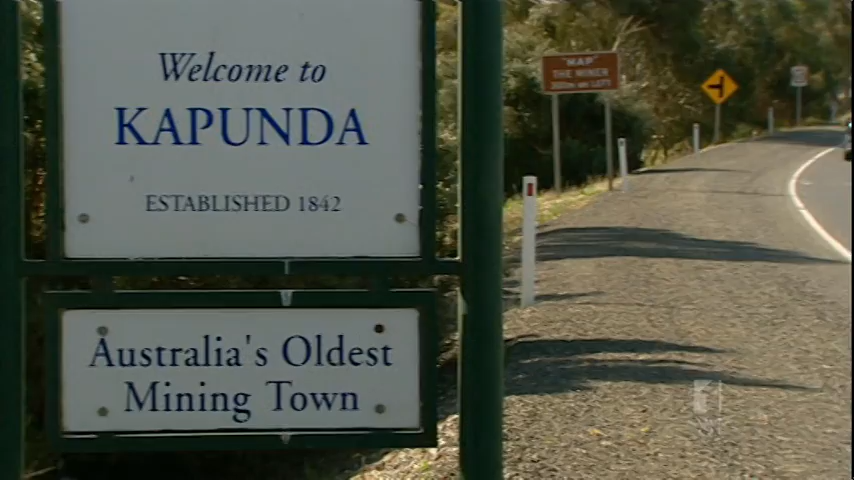 Welcome to
KAPUNDA
ESTABLISHED 1842
Australia's Oldest
Mining Town
"MAP"
THE MINER